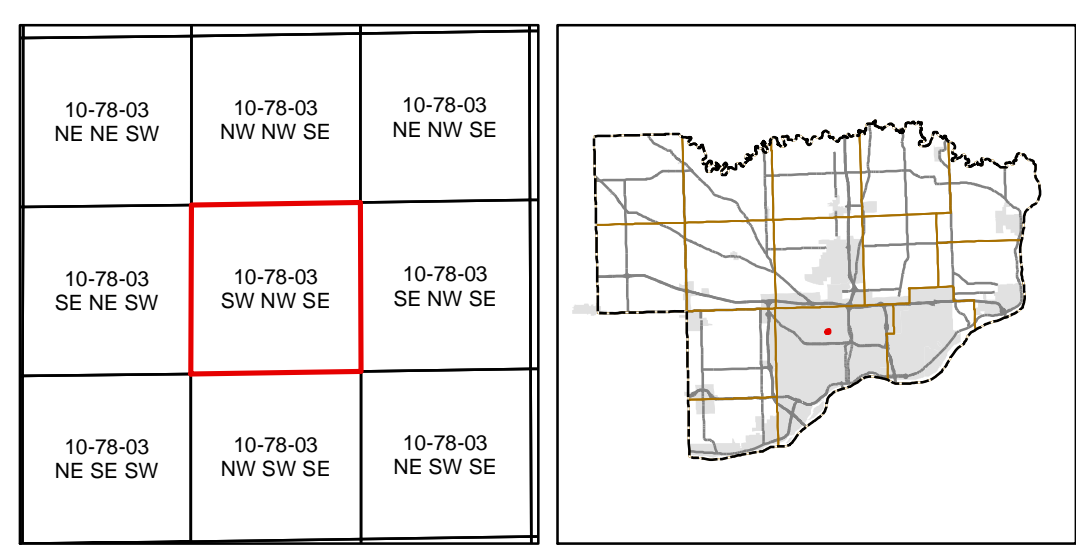 10-78-03
NE NE SW
10-78-03
NW NW SE
10-78-03
NE NW SE
10-78-03
SE NE SW
10-78-03
SW NW SE
10-78-03
SE NW SE
10-78-03
NE SE SW
10-78-03
NW SW SE
10-78-03
NE SW SE